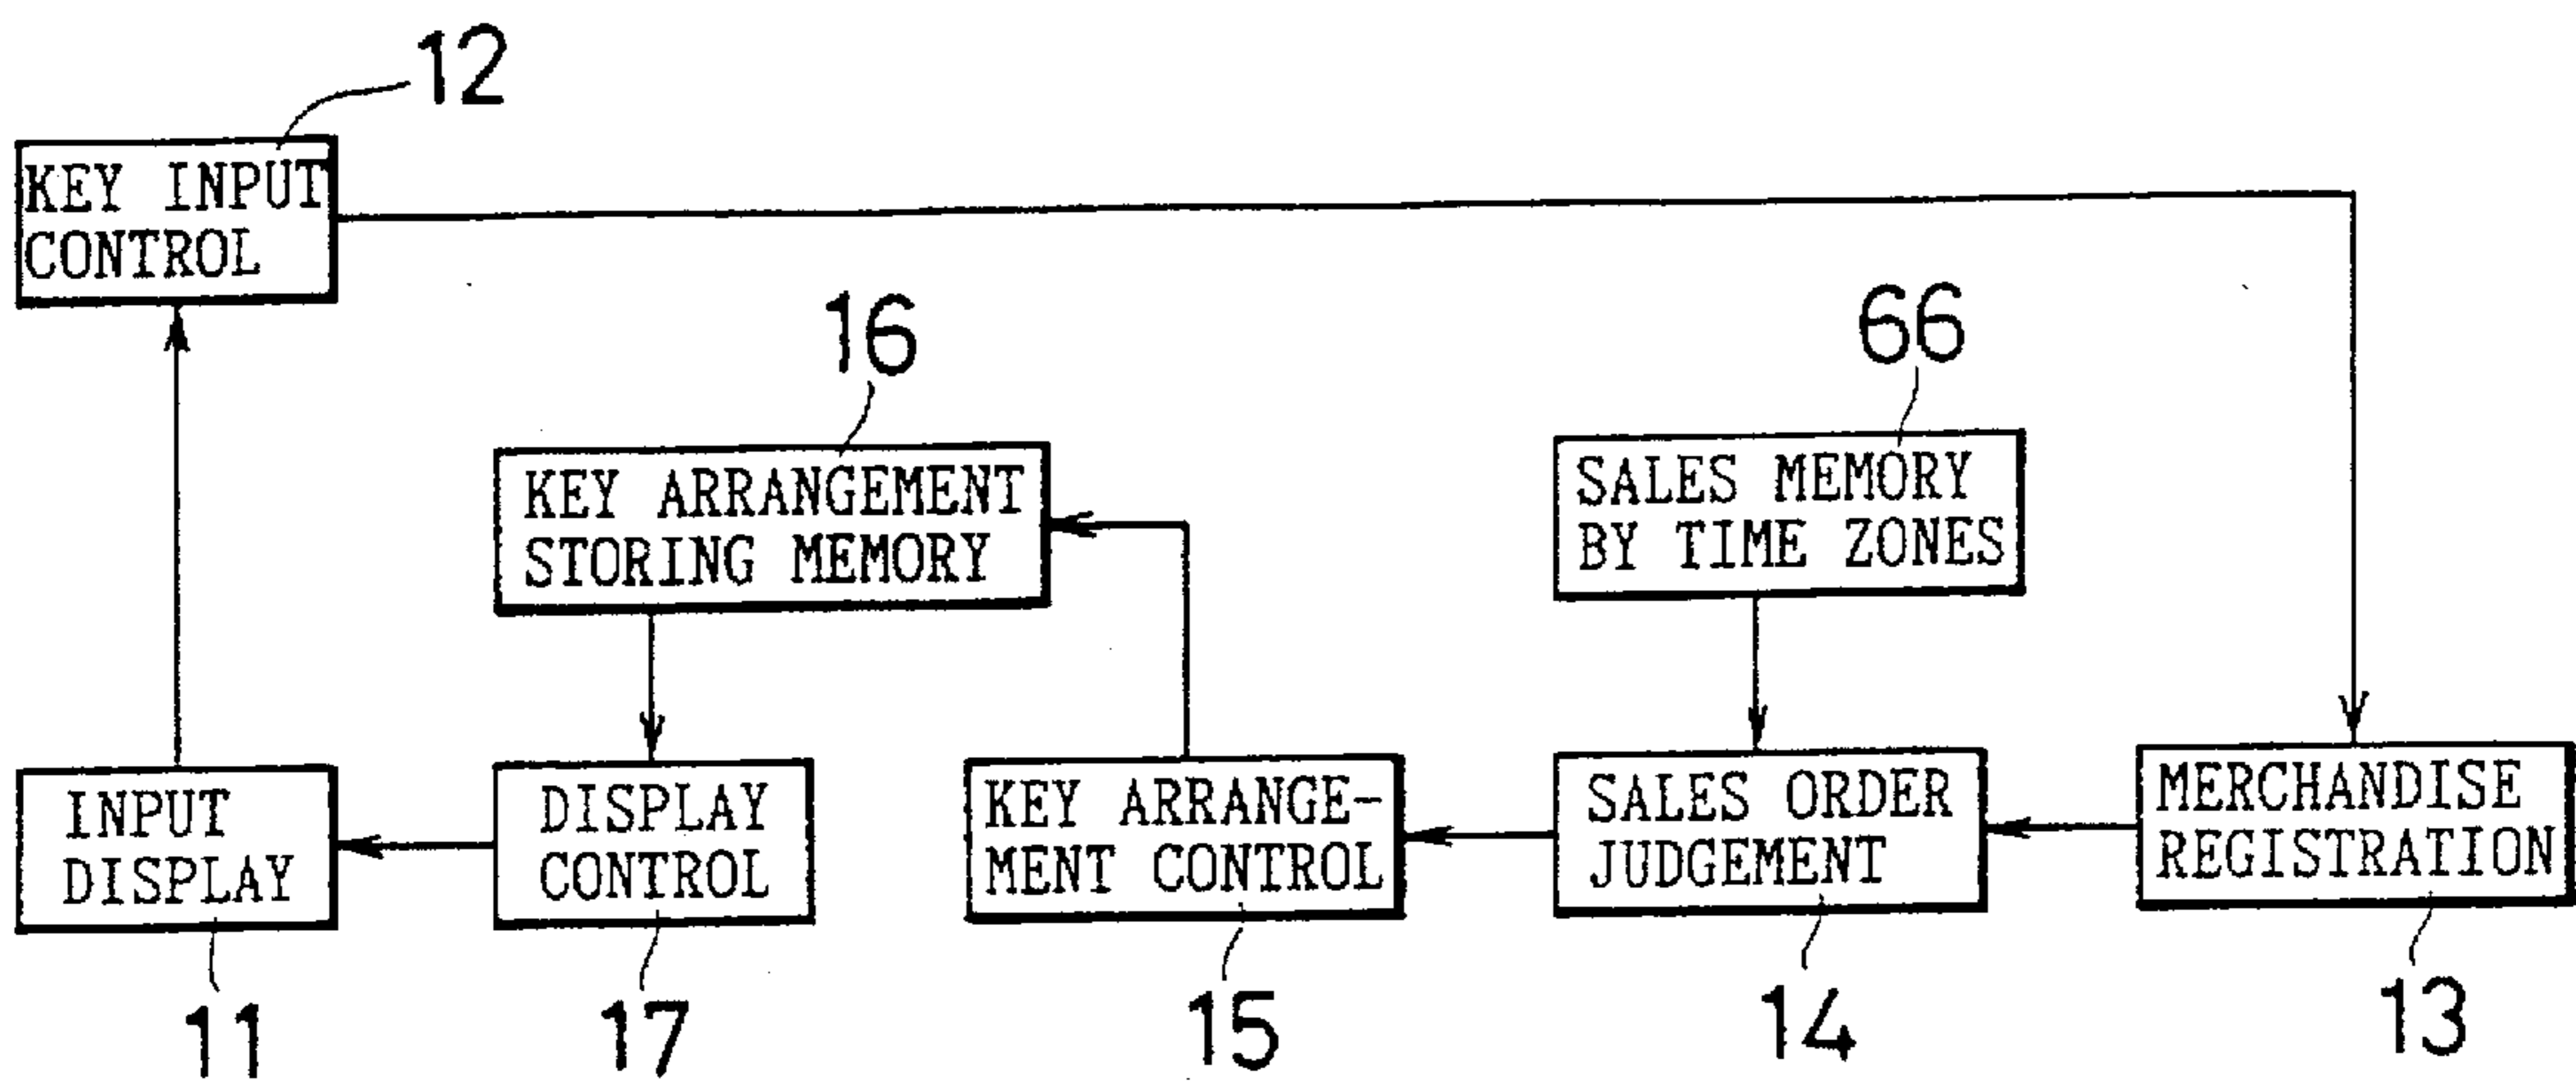 12
KEY INPUT
CONTROL
16
KEY ARRANGEMENT
STORING MEMORY
66
SALES MEMORY
BY TIME ZONES
INPUT
DISPLAY
11
DISPLAY
CONTROL
17
KEY ARRANGE-
MENT CONTROL
15
SALES ORDER
JUDGEMENT
14
MERCHANDISE
REGISTRATION
13